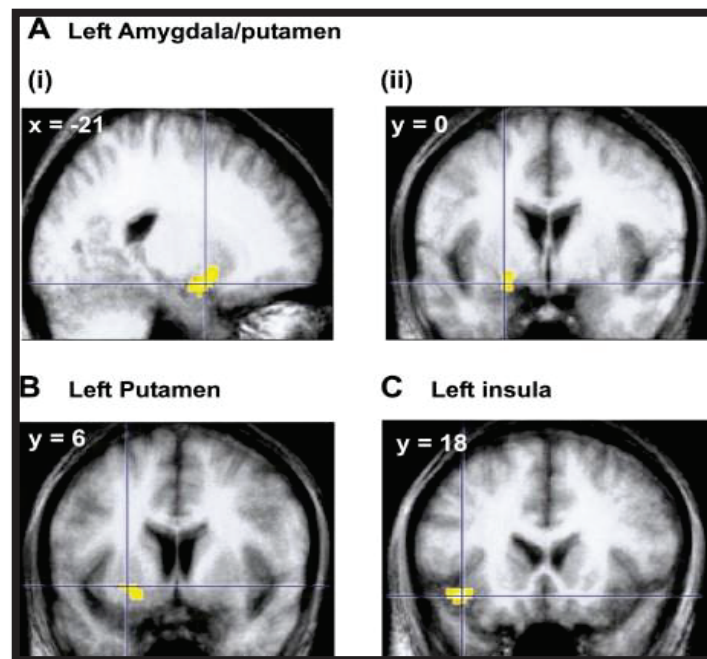 A Left Amygdala/putamen
(i) (ii)
x = -21 y = 0
B Left Putamen C Left insula
y = 6 y = 18